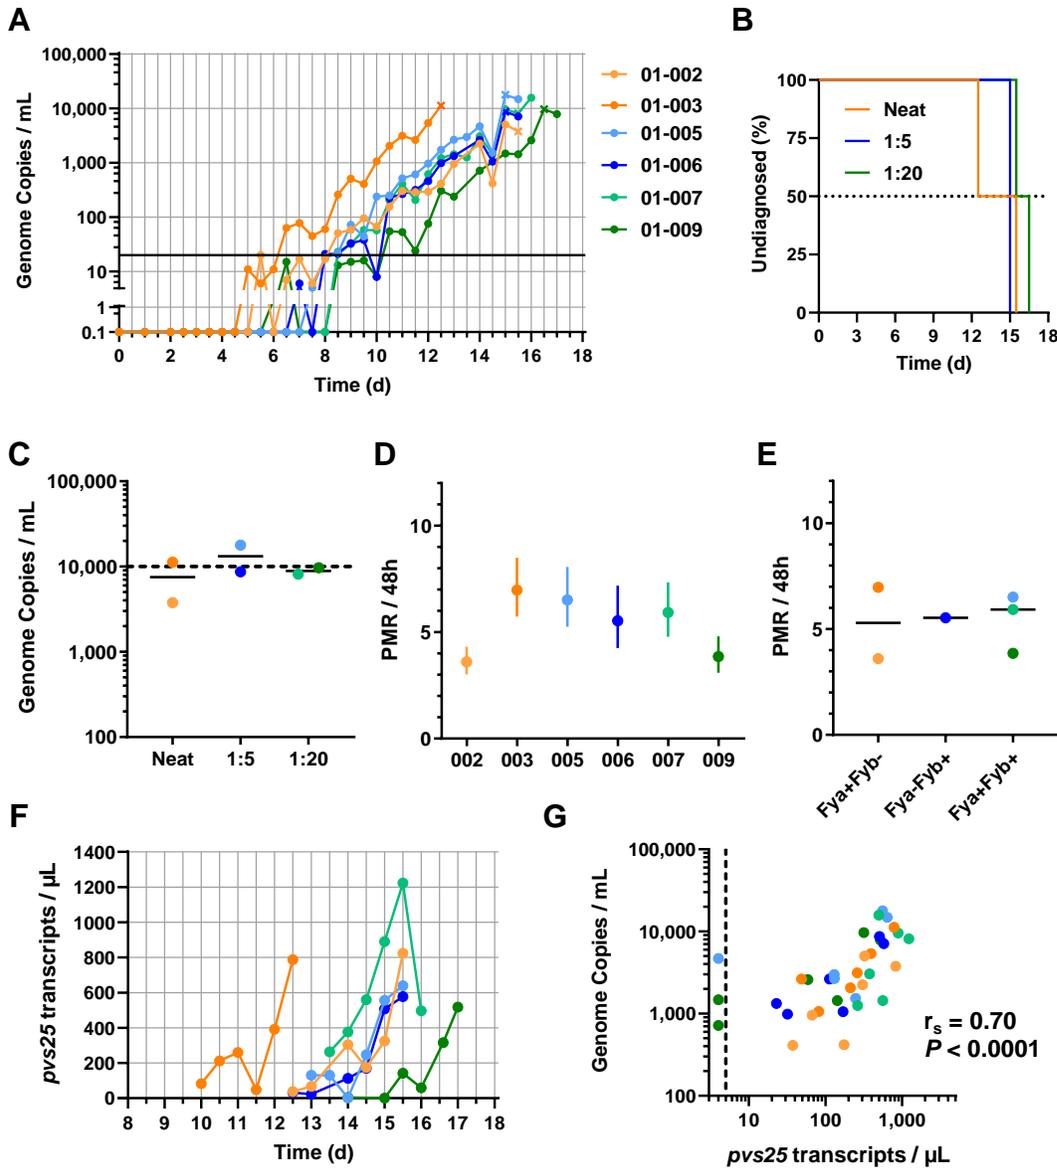 A
Genome Copies / mL
100,000
10,000
1,000
100
10
1
0.1
0 2 4 6 8 10 12 14 16 18
Time (d)
01-002
01-003
01-005
01-006
01-007
01-009
B
Undiagnosed (%)
100
75
50
25
0
Neat
1:5
1:20
0 3 6 9 12 15 18
Time (d)
C
Genome Copies / mL
100,000
10,000
1,000
100
Neat 1:5 1:20
D
PMR / 48h
10
5
0
002 003 005 006 007 009
E
PMR / 48h
10
5
0
Fya+Fyb-
Fya-Fyb+
Fya+Fyb+
F
pvs25 transcripts / µL
1400
1200
1000
800
600
400
200
0
8 9 10 11 12 13 14 15 16 17 18
Time (d)
G
Genome Copies / mL
100,000
10,000
1,000
100
10 100 1,000
rs = 0.70
P < 0.0001
pvs25 transcripts / µL